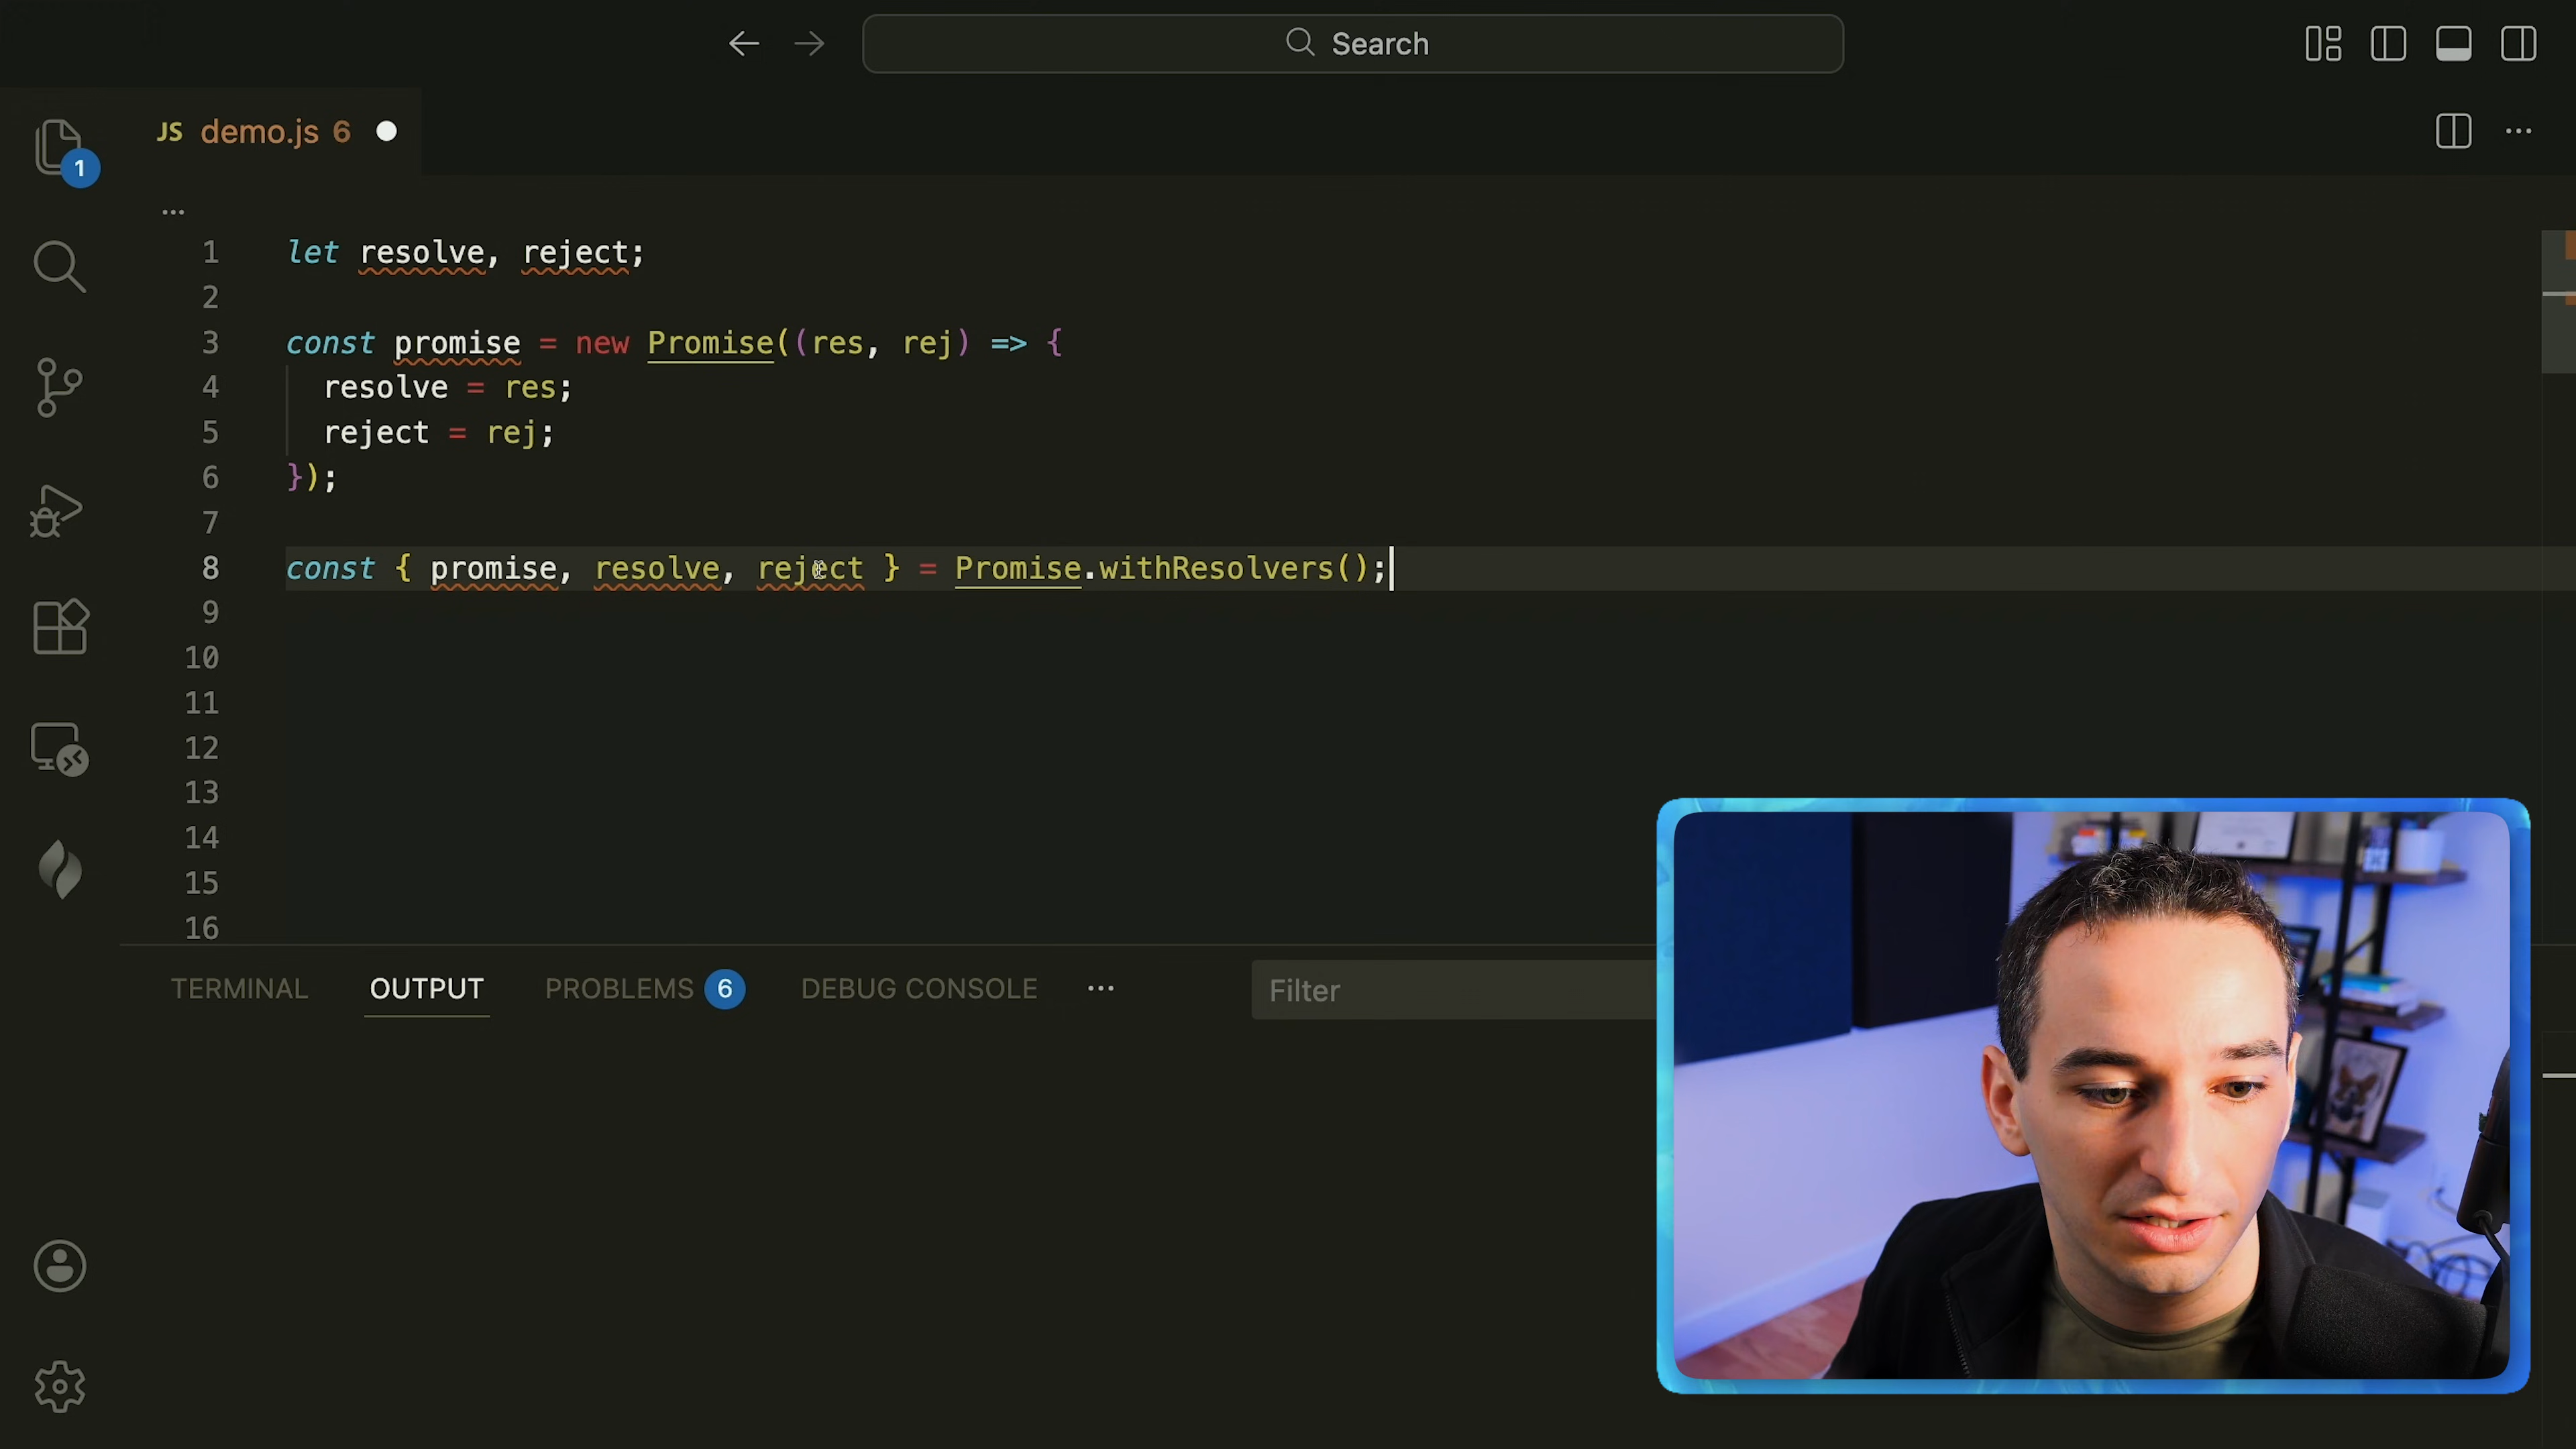 Search
JS demo.js 6
1
...
1 let resolve, reject;
2
3 const promise = new Promise((res, rej) => {
4 resolve = res;
5 reject = rej;
6 });
7
8 const { promise, resolve, reject } = Promise.withResolvers();
9
10
11
12
13
14
15
16
TERMINAL OUTPUT PROBLEMS 6 DEBUG CONSOLE ... Filter